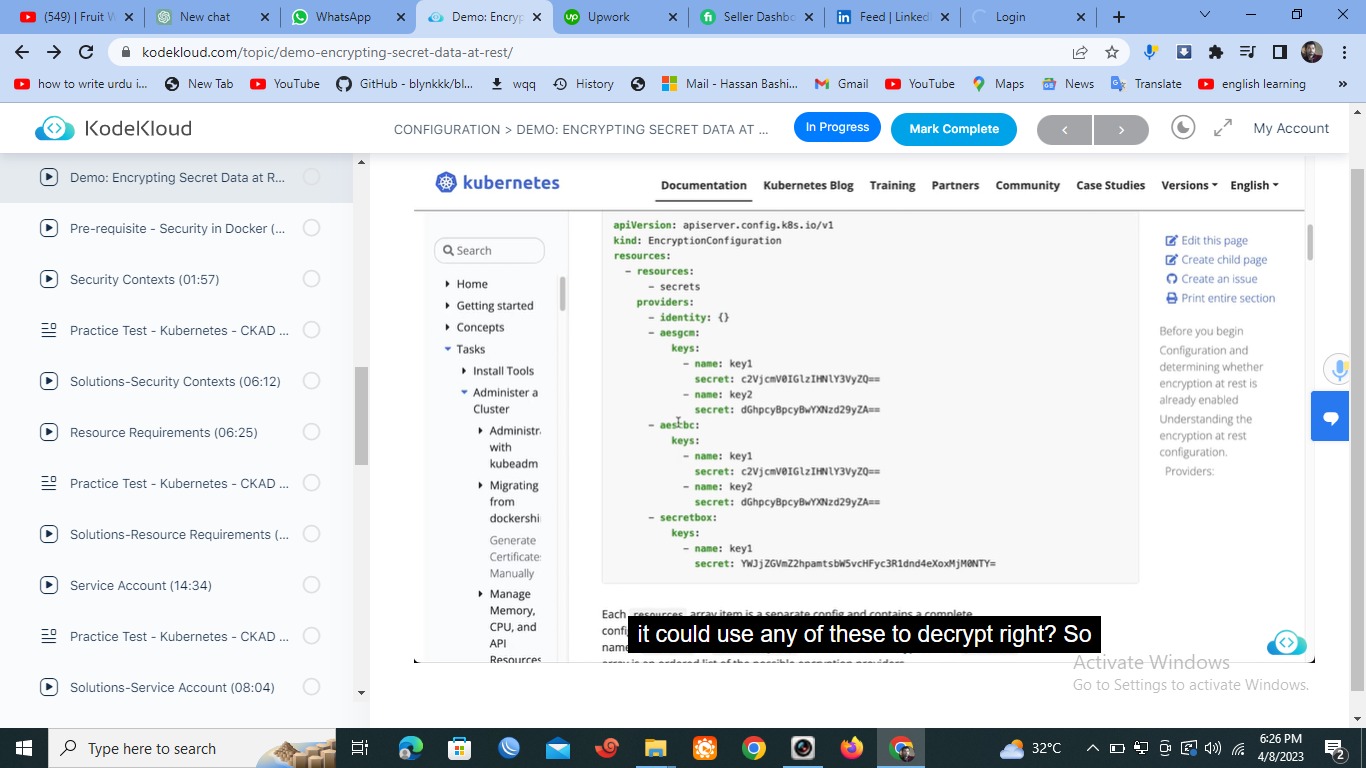 (549) | Fruit W
New chat
WhatsApp
Demo: Encryp
Upwork
Seller Dashbo
Feed | Linked
Login
kodekloud.com/topic/demo-encrypting-secret-data-at-rest/
how to write urdu i...
New Tab
YouTube
GitHub - blynkkk/bl...
wqq
History
Mail - Hassan Bashi...
Gmail
YouTube
Maps
News
Translate
english learning
»
KodeKloud
CONFIGURATION > DEMO: ENCRYPTING SECRET DATA AT ...
In Progress
Mark Complete
My Account
Demo: Encrypting Secret Data at R...
Pre-requisite - Security in Docker (...
Security Contexts (01:57)
Practice Test - Kubernetes - CKAD ...
Solutions-Security Contexts (06:12)
Resource Requirements (06:25)
Practice Test - Kubernetes - CKAD ...
Solutions-Resource Requirements (...
Service Account (14:34)
Practice Test - Kubernetes - CKAD ...
Solutions-Service Account (08:04)
kubernetes
Documentation
Kubernetes Blog
Training
Partners
Community
Case Studies
Versions
English
Search
Home
Getting started
Concepts
Tasks
Install Tools
Administer a
Cluster
Administr
with
kubeadm
Migrating
from
dockershi
Generate
Certificate
Manually
Manage
Memory,
CPU, and
API
Resources
apiVersion: apiserver.config.k8s.io/v1
kind: EncryptionConfiguration
resources:
- resources:
- secrets
providers:
- identity: {}
- aesgcm:
keys:
- name: key1
secret: c2VjcmV0IGlzIHNlY3VyZQ==
- name: key2
secret: dGhpcyBpcyBwYXNzd29yZA==
- aescbc:
keys:
- name: key1
secret: c2VjcmV0IGlzIHNlY3VyZQ==
- name: key2
secret: dGhpcyBpcyBwYXNzd29yZA==
- secretbox:
keys:
- name: key1
secret: YWJjZGVmZ2hpamtsbW5vcHFyc3R1dnd4eXoxMjM0NTY=
Each resources array item is a separate config and contains a complete
it could use any of these to decrypt right? So
array is an ordered list of the possible encryption providers
Edit this page
Create child page
Create an issue
Print entire section
Before you begin
Configuration and
determining whether
encryption at rest is
already enabled
Understanding the
encryption at rest
configuration.
Providers:
Activate Windows
Go to Settings to activate Windows.
Type here to search
32°C
6:26 PM
4/8/2023
2